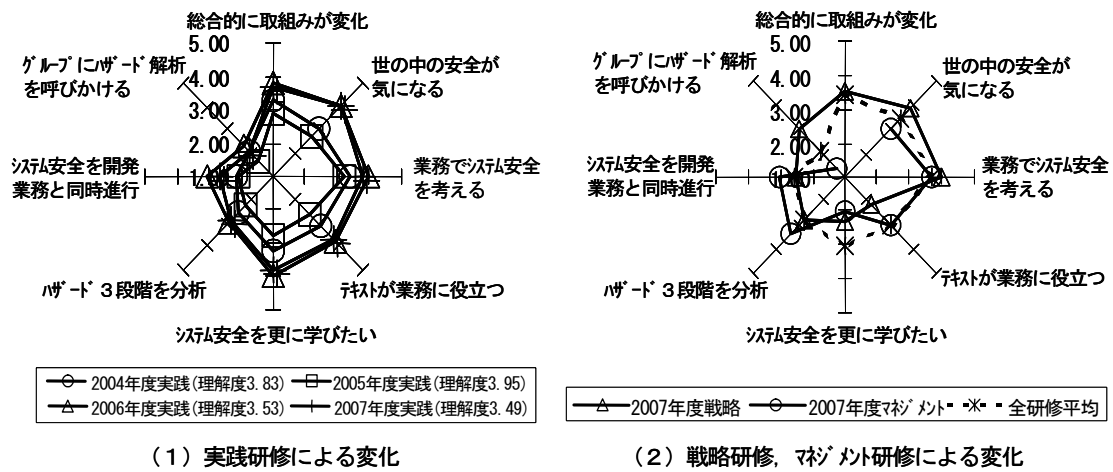 総合的に取組みが変化
5.00
4.00
3.00
2.00
グループにハザード解析
を呼びかける
世の中の安全が
気になる
システム安全を開発
業務と同時進行
業務でシステム安全
を考える
ハザード3段階を分析
テキストが業務に役立つ
システム安全を更に学びたい
2004年度実践(理解度3.83)
2005年度実践(理解度3.95)
2006年度実践(理解度3.53)
2007年度実践(理解度3.49)
(1)実践研修による変化
総合的に取組みが変化
5.00
4.00
3.00
2.00
グループにハザード解析
を呼びかける
世の中の安全が
気になる
システム安全を開発
業務と同時進行
業務でシステム安全
を考える
ハザード3段階を分析
テキストが業務に役立つ
システム安全を更に学びたい
2007年度戦略
2007年度マネジメント
全研修平均
(2)戦略研修,マネジメント研修による変化